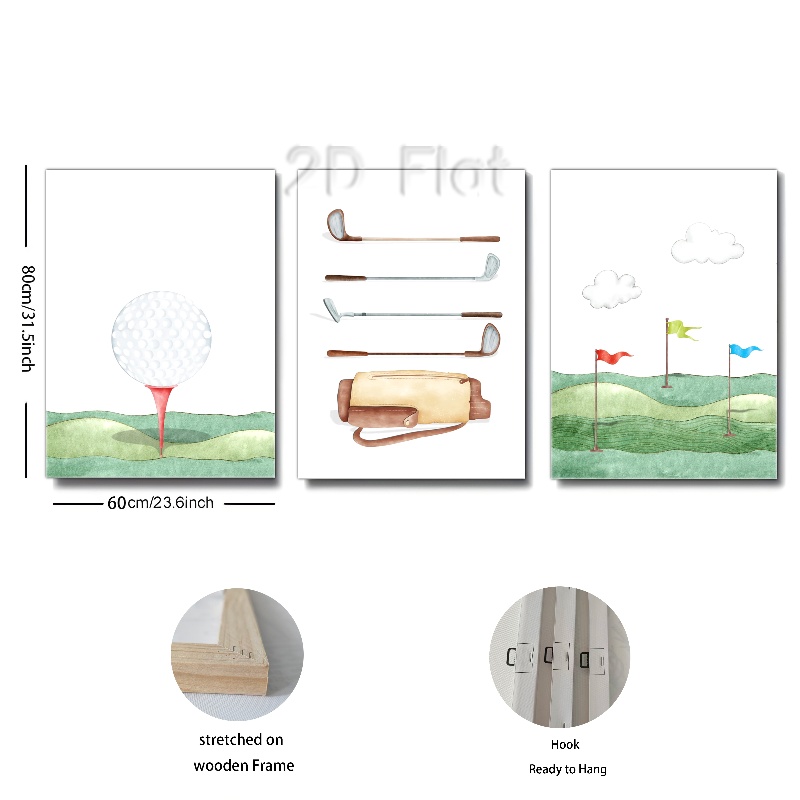 2D Flat
80cm/31.5inch
60cm/23.6inch
stretched on
wooden Frame
Hook
Ready to Hang